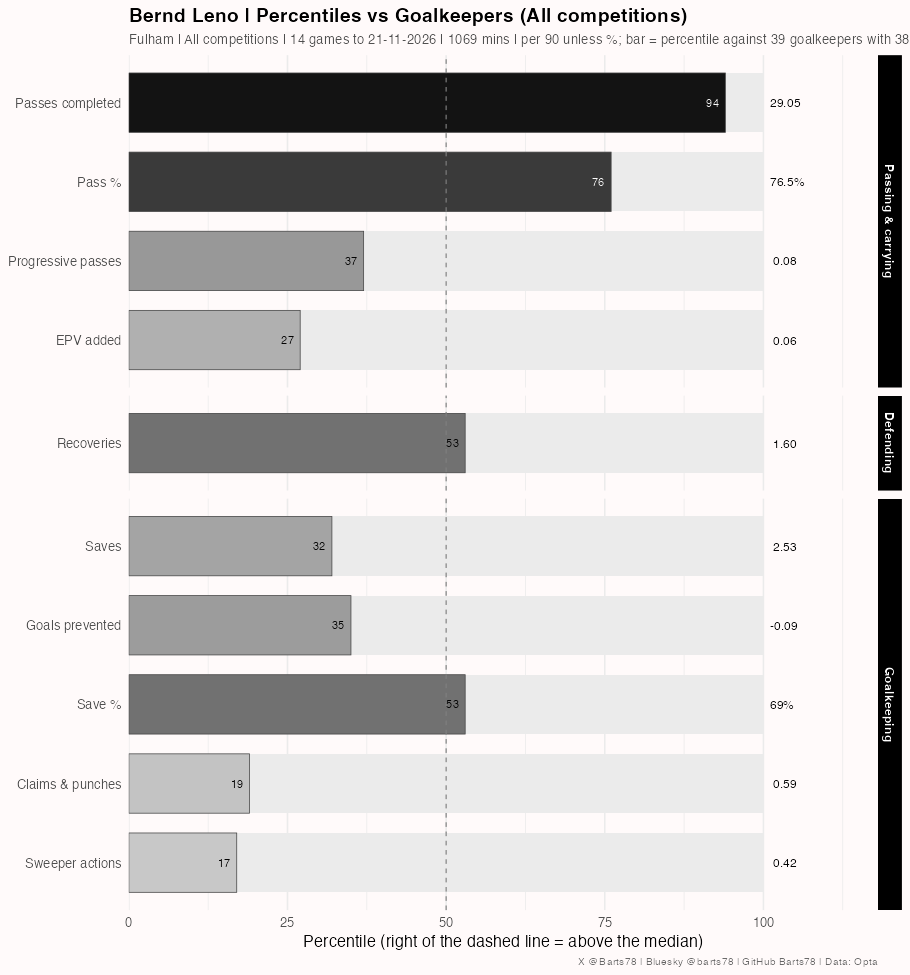 Bernd Leno | Percentiles vs Goalkeepers (All competitions)
Fulham | All competitions | 14 games to 21-11-2026 | 1069 mins | per 90 unless %; bar = percentile against 39 goalkeepers with 38
Passes completed 94 29.05
Pass % 76 76.5%
Progressive passes 37 0.08
EPV added 27 0.06
Passing & carrying
Recoveries 53 1.60
Defending
Saves 32 2.53
Goals prevented 35 -0.09
Save % 53 69%
Claims & punches 19 0.59
Sweeper actions 17 0.42
Goalkeeping
0 25 50 75 100
Percentile (right of the dashed line = above the median)
X @Barts78 | Bluesky @barts78 | GitHub Barts78 | Data: Opta